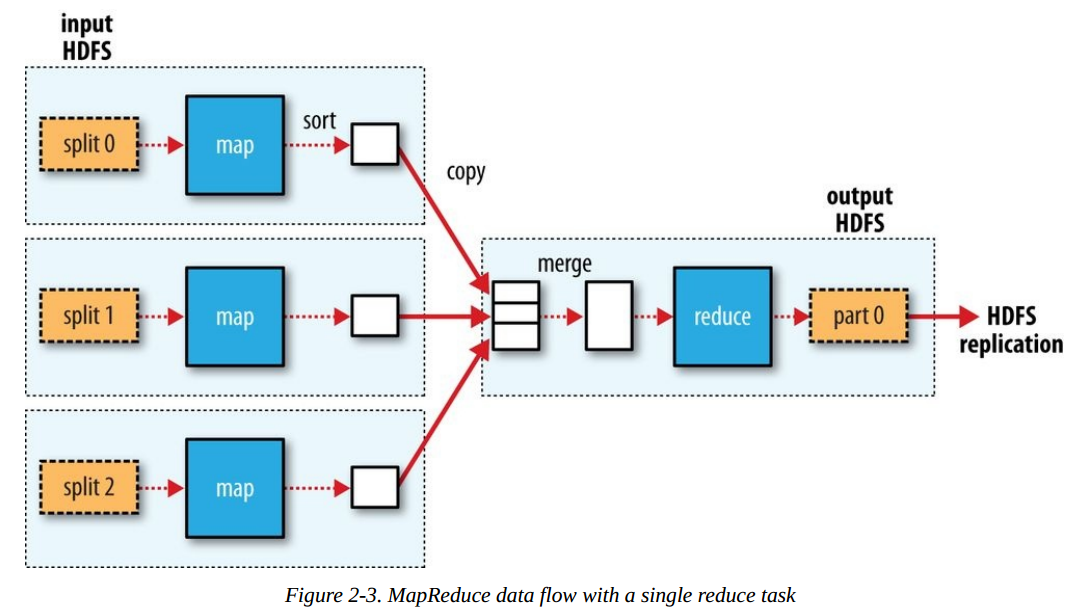 input
HDFS
split 0
map
sort
copy
split 1
map
split 2
map
merge
reduce
output
HDFS
part 0
HDFS
replication
Figure 2-3. MapReduce data flow with a single reduce task